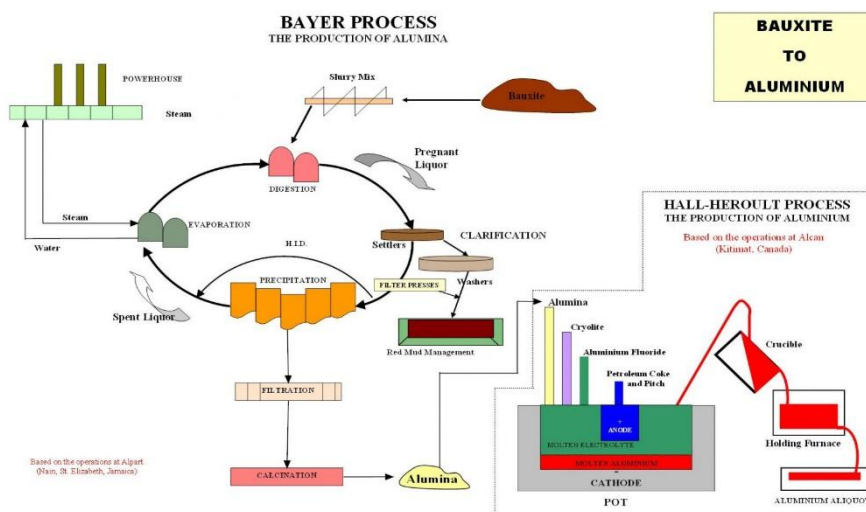 BAYER PROCESS
THE PRODUCTION OF ALUMINA
BAUXITE
TO
ALUMINIUM
POWERHOUSE
Steam
Slurry Mix
Bauxite
Pregnant
Liquor
DIGESTION
Steam
EVAPORATION
Water
H.I.D.
Settlers
CLARIFICATION
PRECIPITATION
FILTER PRESSES
Washers
Spent Liquor
Red Mud Management
FILTRATION
CALCINATION
Alumina
Based on the operations at Alpart
(Nain, St. Elizabeth, Jamaica)
HALL-HEROULT PROCESS
THE PRODUCTION OF ALUMINIUM
Based on the operations at Alcan
(Kitimat, Canada)
Alumina
Cryolite
Aluminium Fluoride
Petroleum Coke
and Pitch
+
ANODE
MOLTEN ELECTROLYTE
MOLTEN ALUMINIUM
-
CATHODE
POT
Crucible
Holding Furnace
ALUMINIUM ALIQUOT